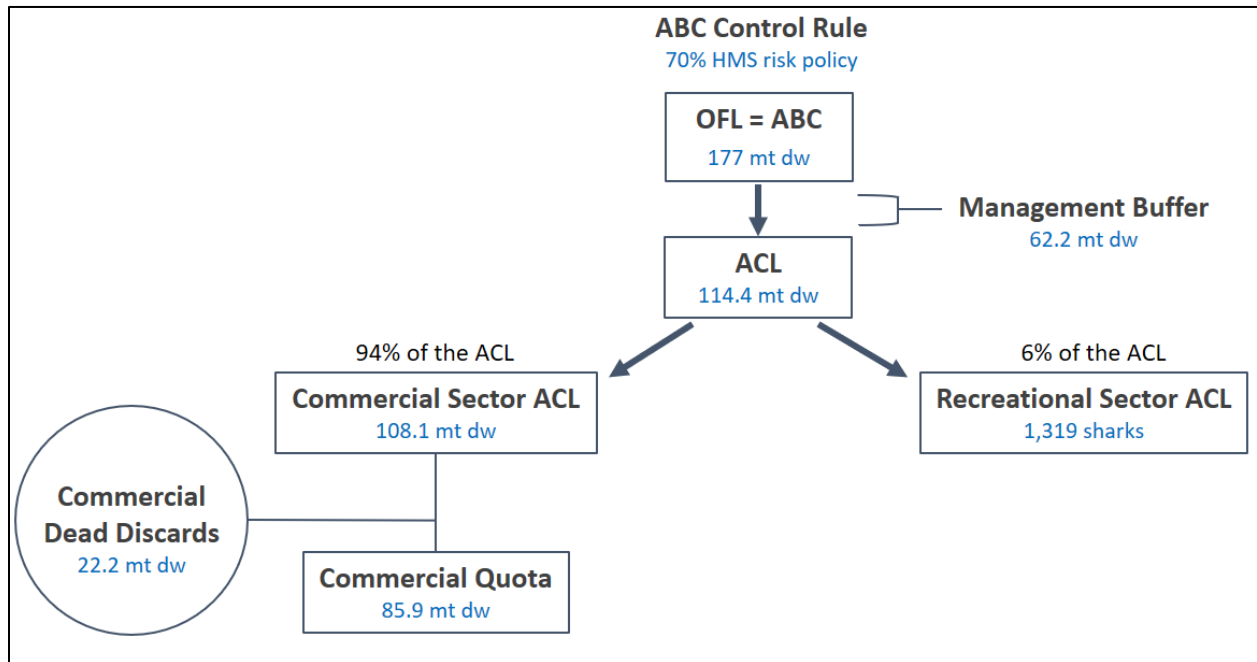 ABC Control Rule
70% HMS risk policy
OFL = ABC
177 mt dw
Management Buffer
62.2 mt dw
ACL
114.4 mt dw
94% of the ACL
Commercial Sector ACL
108.1 mt dw
6% of the ACL
Recreational Sector ACL
1,319 sharks
Commercial
Dead Discards
22.2 mt dw
Commercial Quota
85.9 mt dw